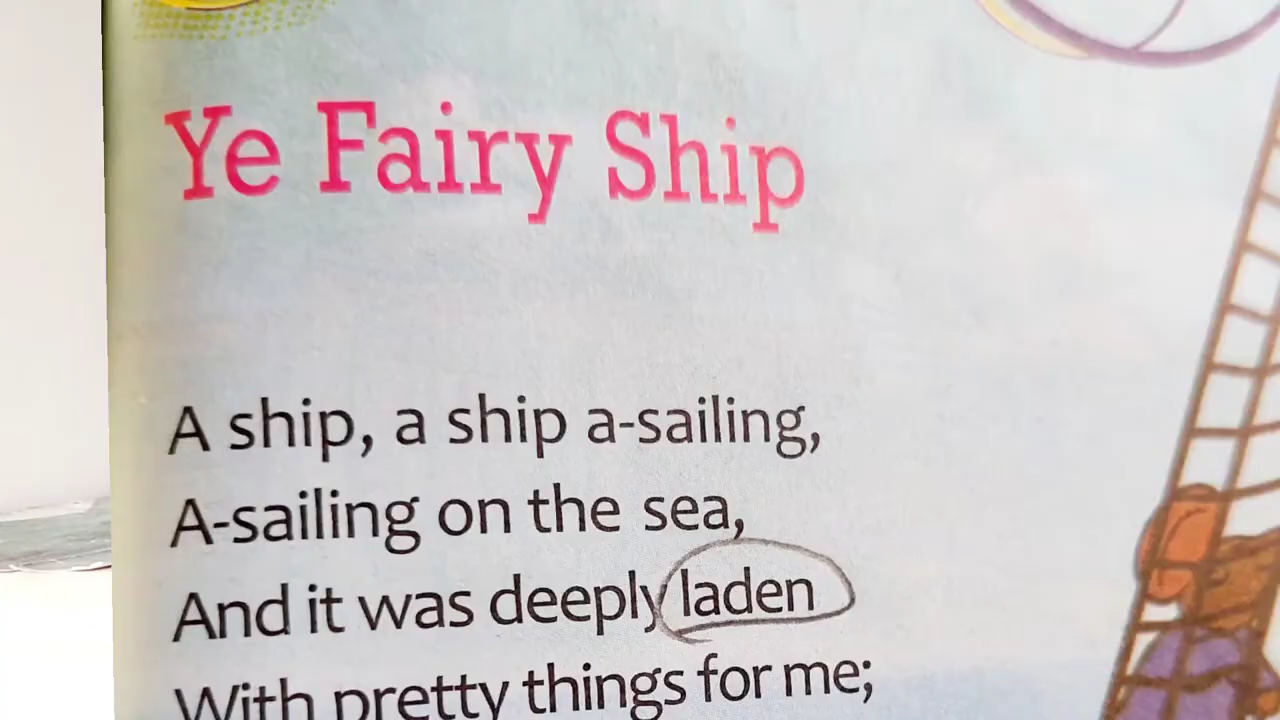 Ye Fairy Ship
A ship, a ship a-sailing,
A-sailing on the sea,
And it was deeply laden
With pretty things for me;